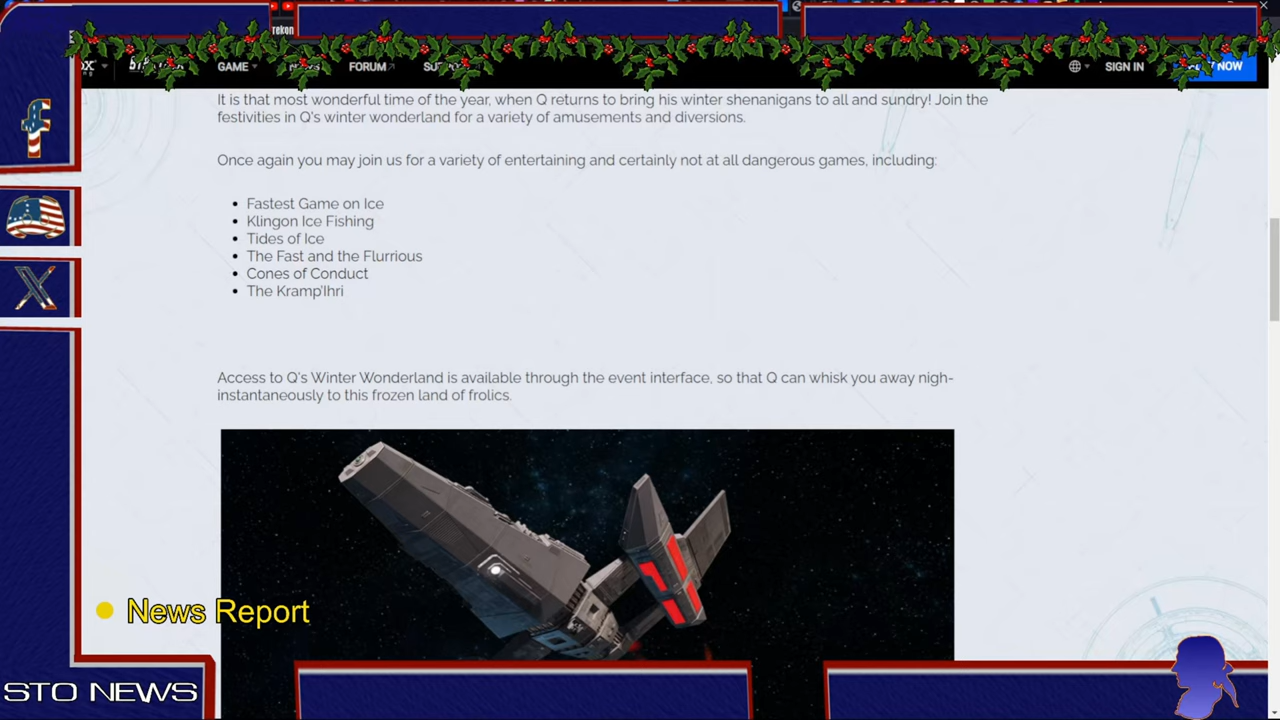 rekon
GAME
FORUM
SIGN IN
NOW
It is that most wonderful time of the year, when Q returns to bring his winter shenanigans to all and sundry! Join the
festivities in Q's winter wonderland for a variety of amusements and diversions.
Once again you may join us for a variety of entertaining and certainly not at all dangerous games, including:
Fastest Game on Ice
Klingon Ice Fishing
Tides of Ice
The Fast and the Flurrious
Cones of Conduct
The Kramp'Ihri
Access to Q's Winter Wonderland is available through the event interface, so that Q can whisk you away nigh-
instantaneously to this frozen land of frolics.
News Report
STO NEWS